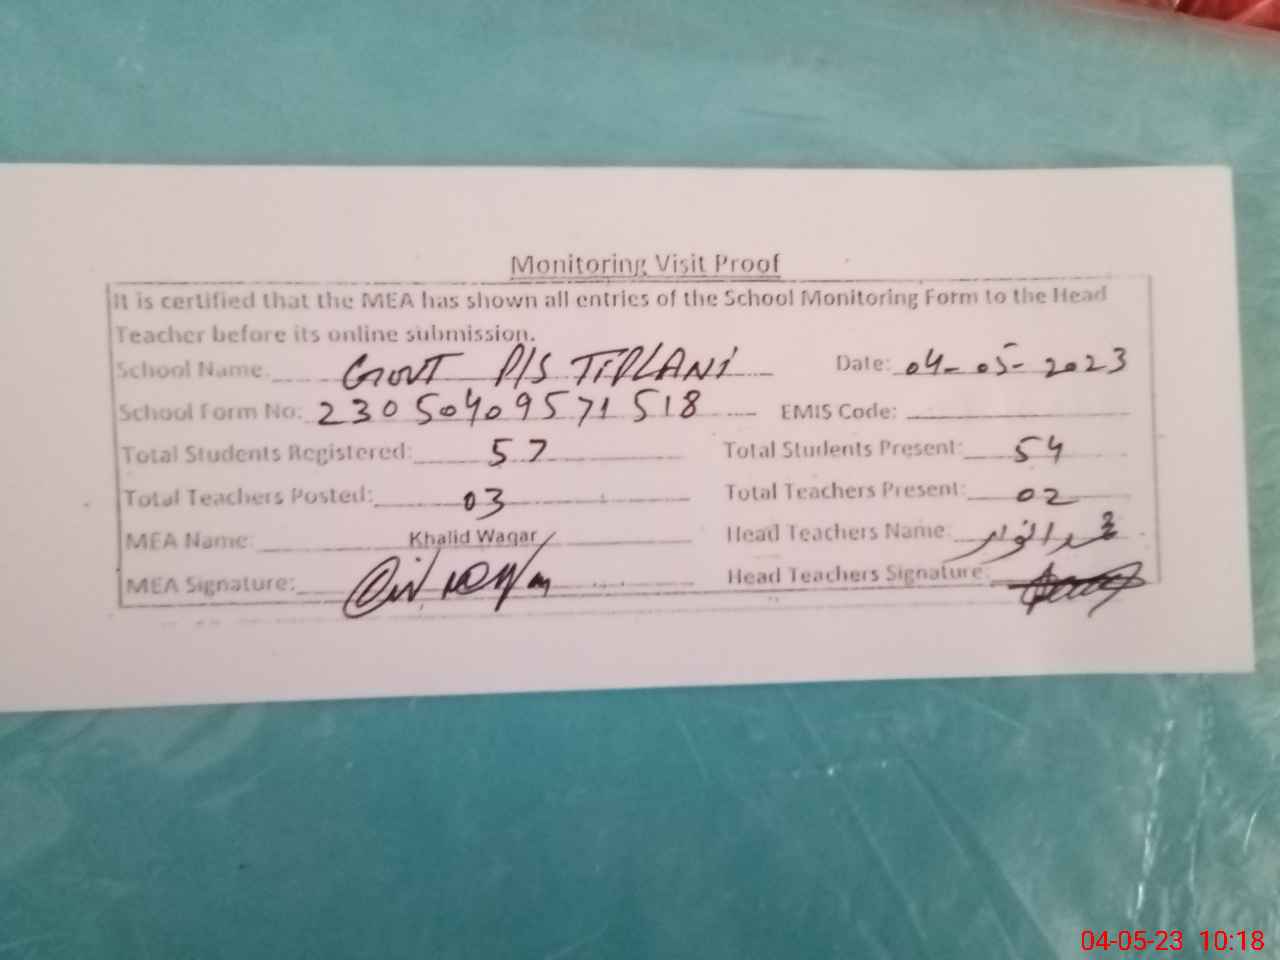 Monitoring Visit Proof
It is certified that the MEA has shown all entries of the School Monitoring Form to the Head
Teacher before its online submission.
School Name: GOVT P/S TIPLANI Date: 04-05-2023
School Form No: 23050409571518 EMIS Code:
Total Students Registered: 57 Total Students Present: 54
Total Teachers Posted: 03 Total Teachers Present: 02
MEA Name: Khalid Waqar Head Teachers Name:
MEA Signature: Head Teachers Signature:
04-05-23 10:18